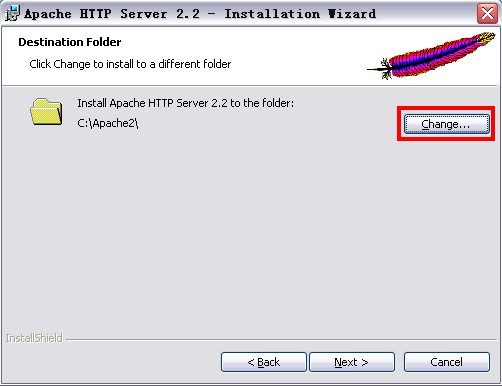 Apache HTTP Server 2.2 - Installation Wizard
Destination Folder
Click Change to install to a different folder
Install Apache HTTP Server 2.2 to the folder:
C:\Apache2\
Change...
InstallShield
< Back
Next >
Cancel